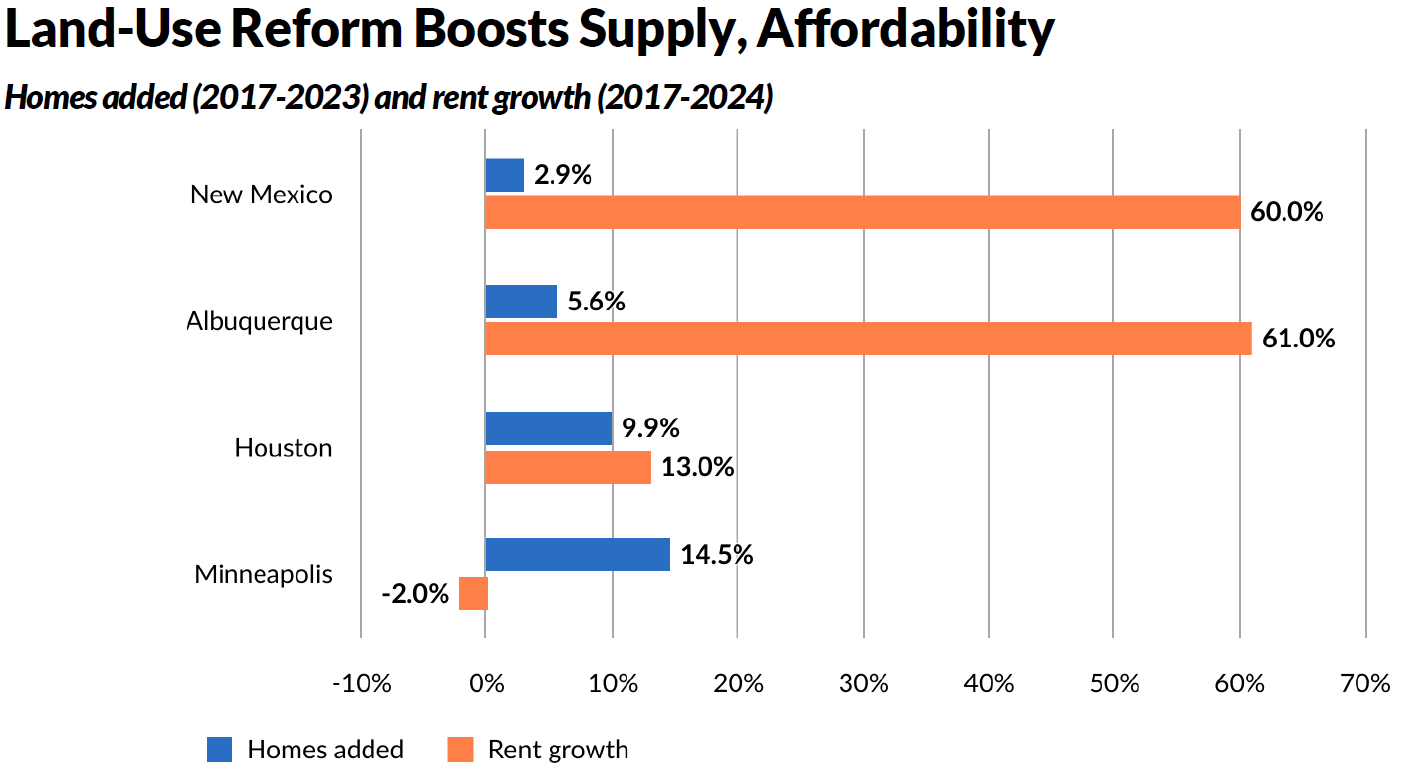 Land-Use Reform Boosts Supply, Affordability
Homes added (2017-2023) and rent growth (2017-2024)
New Mexico
2.9%
60.0%
Albuquerque
5.6%
61.0%
Houston
9.9%
13.0%
Minneapolis
14.5%
-2.0%
-10% 0% 10% 20% 30% 40% 50% 60% 70%
Homes added Rent growth